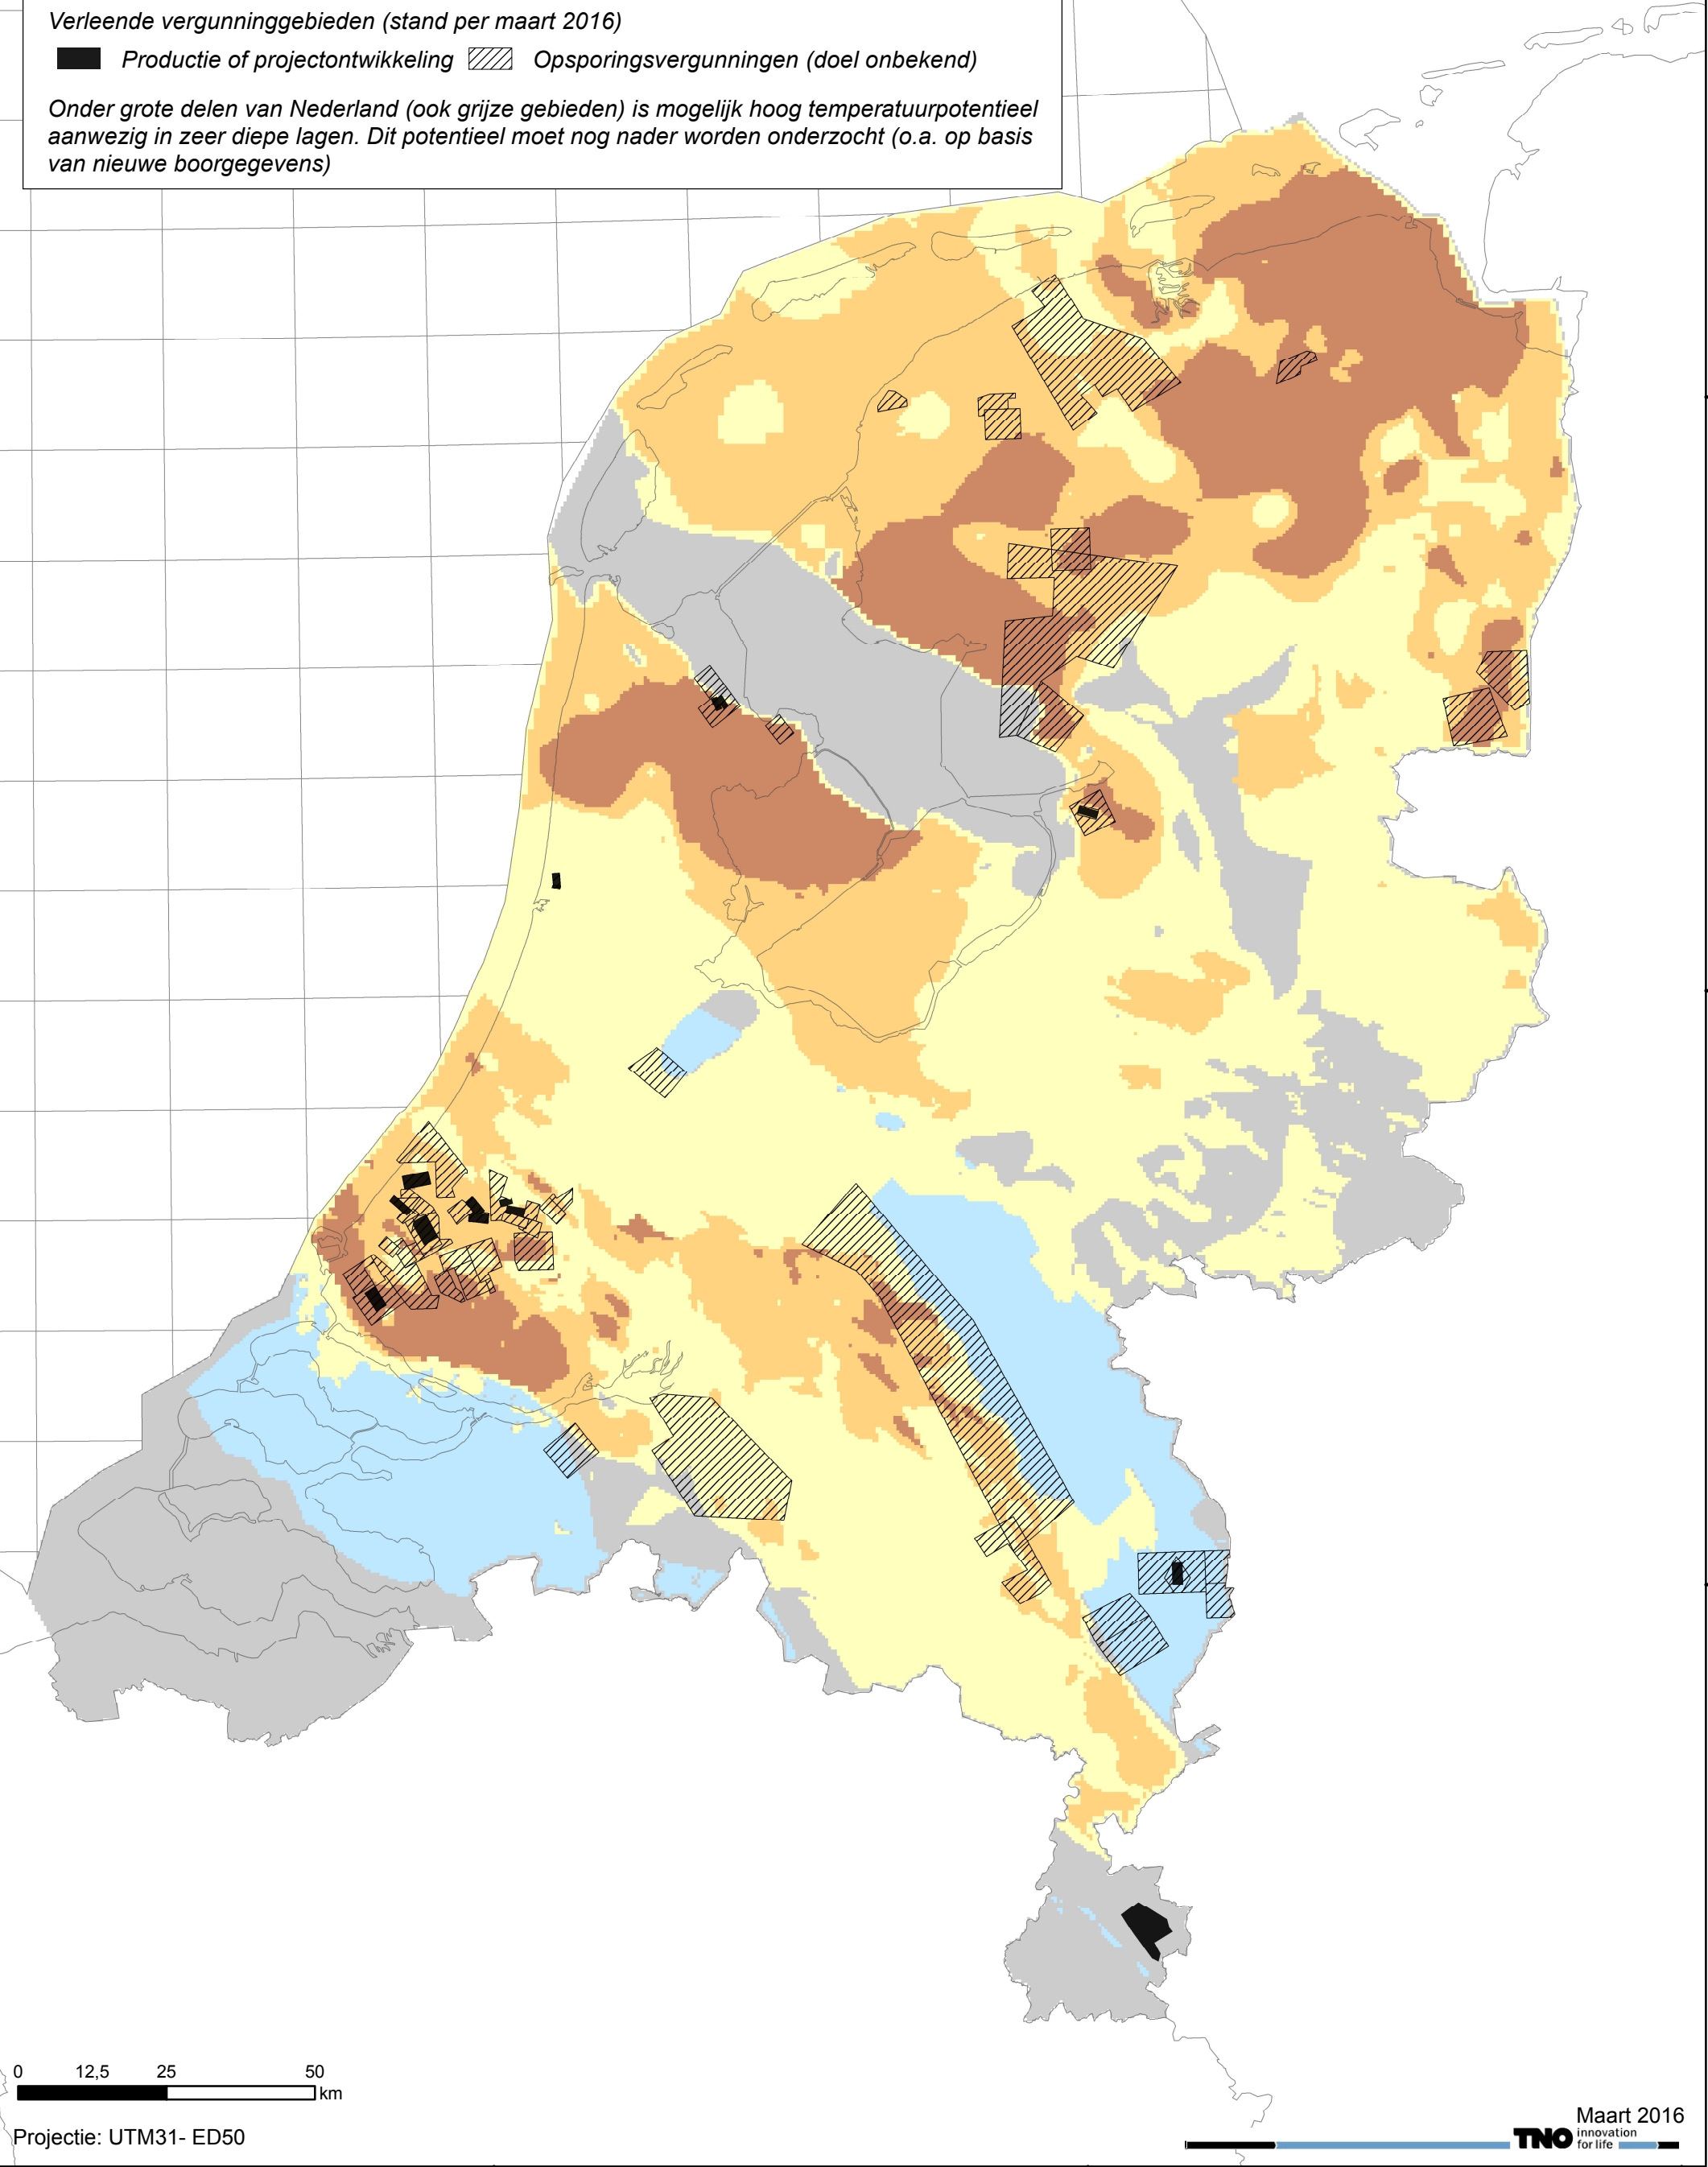 Verleende vergunninggebieden (stand per maart 2016)
Productie of projectontwikkeling Opsporingsvergunningen (doel onbekend)
Onder grote delen van Nederland (ook grijze gebieden) is mogelijk hoog temperatuurpotentieel
aanwezig in zeer diepe lagen. Dit potentieel moet nog nader worden onderzocht (o.a. op basis
van nieuwe boorgegevens)
0 12,5 25 50
km
Projectie: UTM31- ED50
Maart 2016
TNO innovation
for life